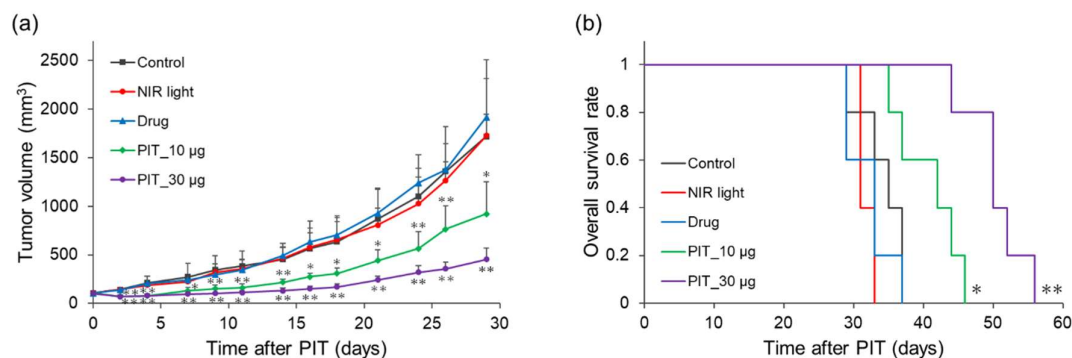 (a)
2500
2000
1500
1000
500
0
Tumor volume (mm³)
Control
NIR light
Drug
PIT_10 µg
PIT_30 µg
0 5 10 15 20 25 30
Time after PIT (days)
** ** ** ** ** ** * * * ** ** *
** ** ** ** ** ** ** ** ** ** **
(b)
1
0.8
0.6
0.4
0.2
0
Overall survival rate
Control
NIR light
Drug
PIT_10 µg
PIT_30 µg
* **
0 10 20 30 40 50 60
Time after PIT (days)